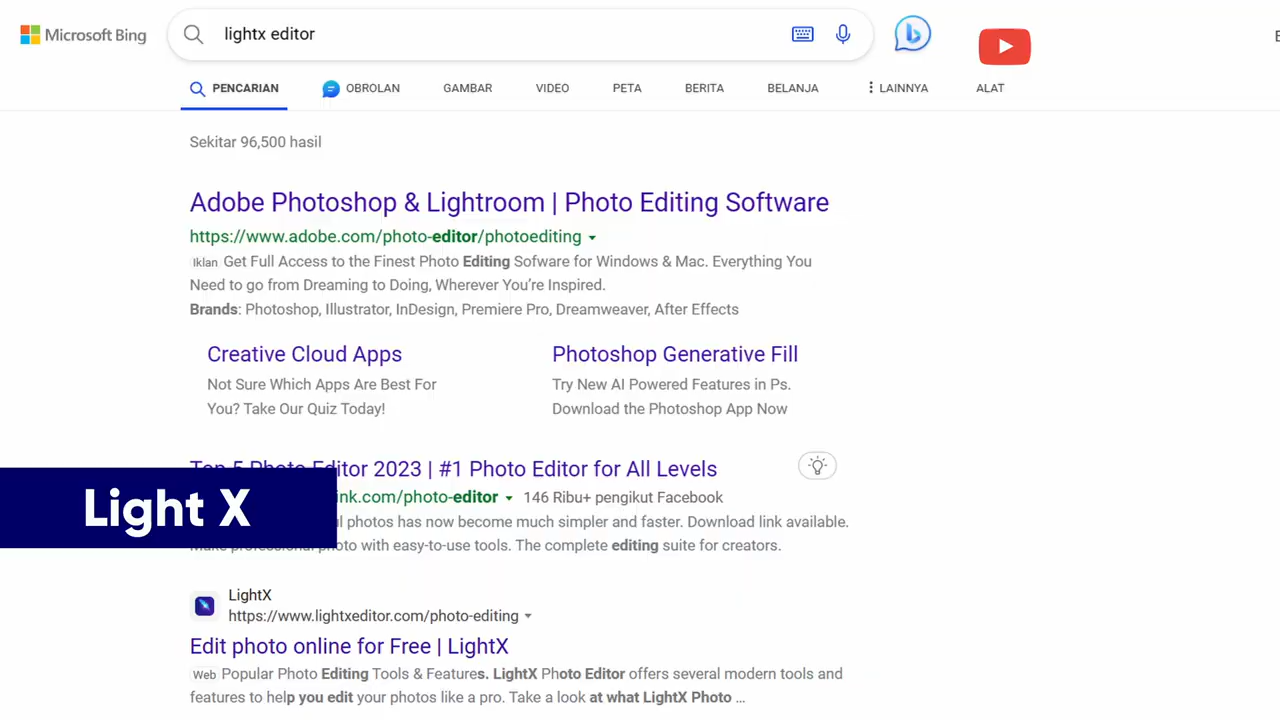 Microsoft Bing
lightx editor
PENCARIAN
OBROLAN
GAMBAR
VIDEO
PETA
BERITA
BELANJA
LAINNYA
ALAT
Sekitar 96,500 hasil
Adobe Photoshop & Lightroom | Photo Editing Software
https://www.adobe.com/photo-editor/photoediting
Iklan Get Full Access to the Finest Photo Editing Sofware for Windows & Mac. Everything You
Need to go from Dreaming to Doing, Wherever You’re Inspired.
Brands: Photoshop, Illustrator, InDesign, Premiere Pro, Dreamweaver, After Effects
Creative Cloud Apps
Not Sure Which Apps Are Best For
You? Take Our Quiz Today!
Photoshop Generative Fill
Try New AI Powered Features in Ps.
Download the Photoshop App Now
Top 5 Photo Editor 2023 | #1 Photo Editor for All Levels
ink.com/photo-editor 146 Ribu+ pengikut Facebook
photos has now become much simpler and faster. Download link available.
Make professional photo with easy-to-use tools. The complete editing suite for creators.
Light X
LightX
https://www.lightxeditor.com/photo-editing
Edit photo online for Free | LightX
Web Popular Photo Editing Tools & Features. LightX Photo Editor offers several modern tools and
features to help you edit your photos like a pro. Take a look at what LightX Photo ...